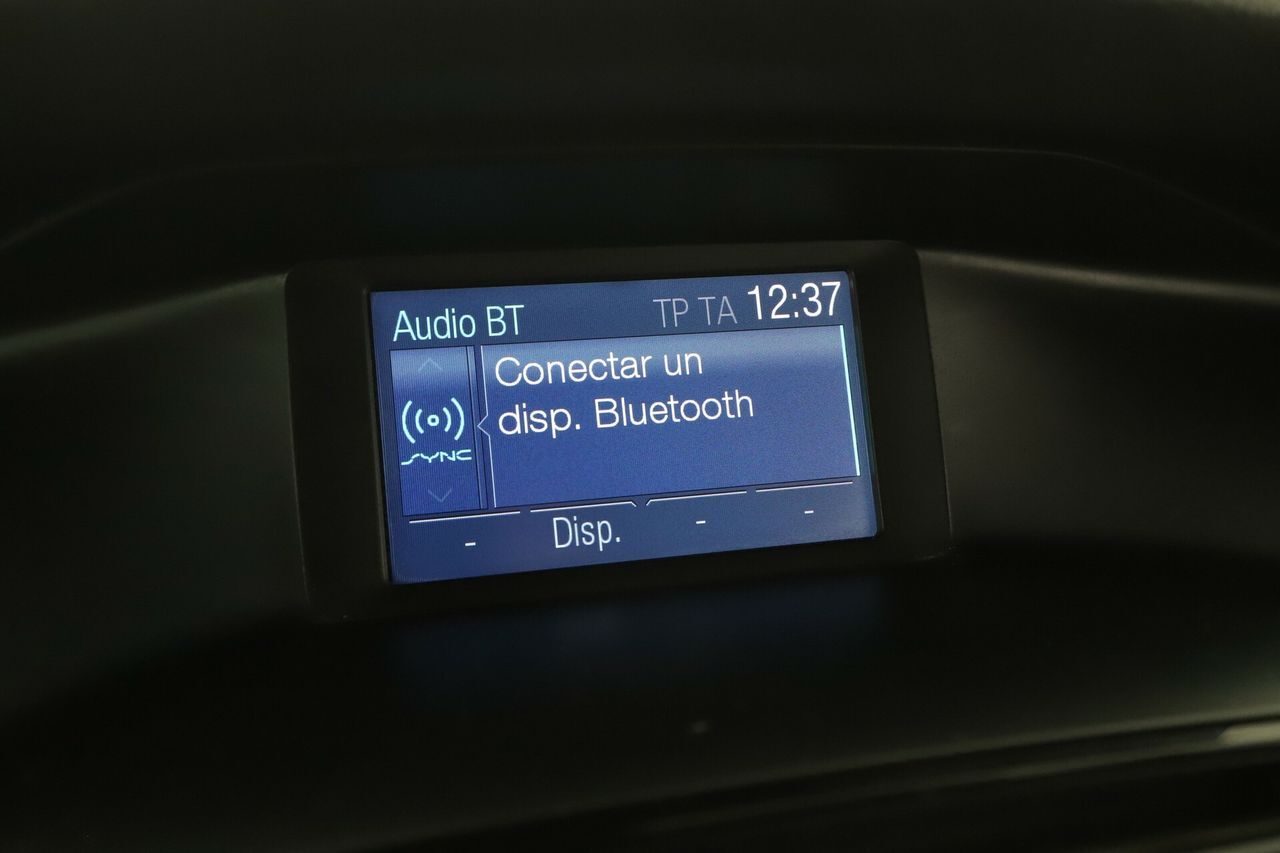 Audio BT TP TA 12:37
Conectar un
disp. Bluetooth
SYNC
- Disp. - -